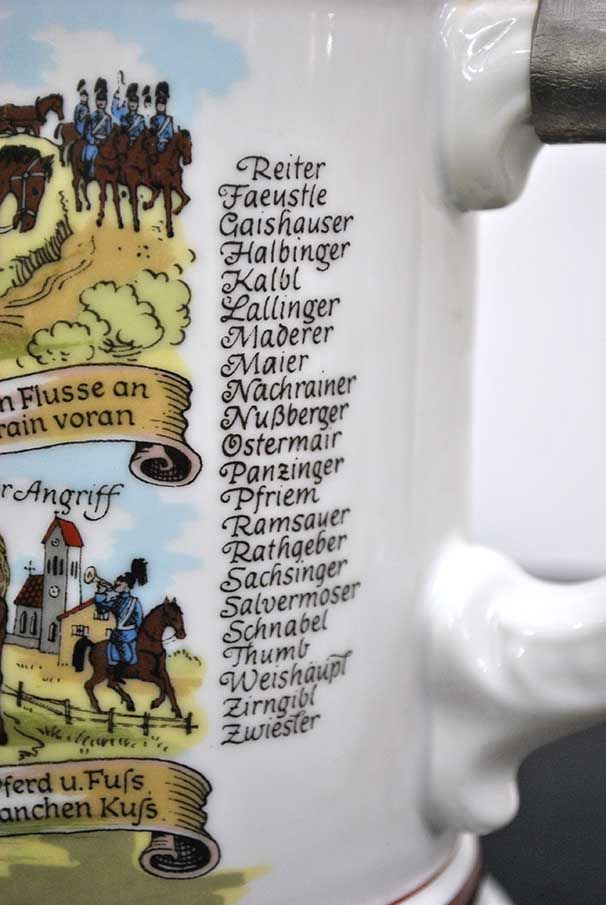 Reiter
Faeustle
Gaishauser
Halbinger
Kalbl
Lallinger
Maderer
Maier
Nachrainer
Nußberger
Ostermair
Panzinger
Pfriem
Ramsauer
Rathgeber
Sachsinger
Salvermoser
Schnabel
Thumb
Weishäupl
Zirngibl
Zwiesler
n Flusse an
rain voran
r Angriff
Pferd u. Fuſs
anchen Kuſs